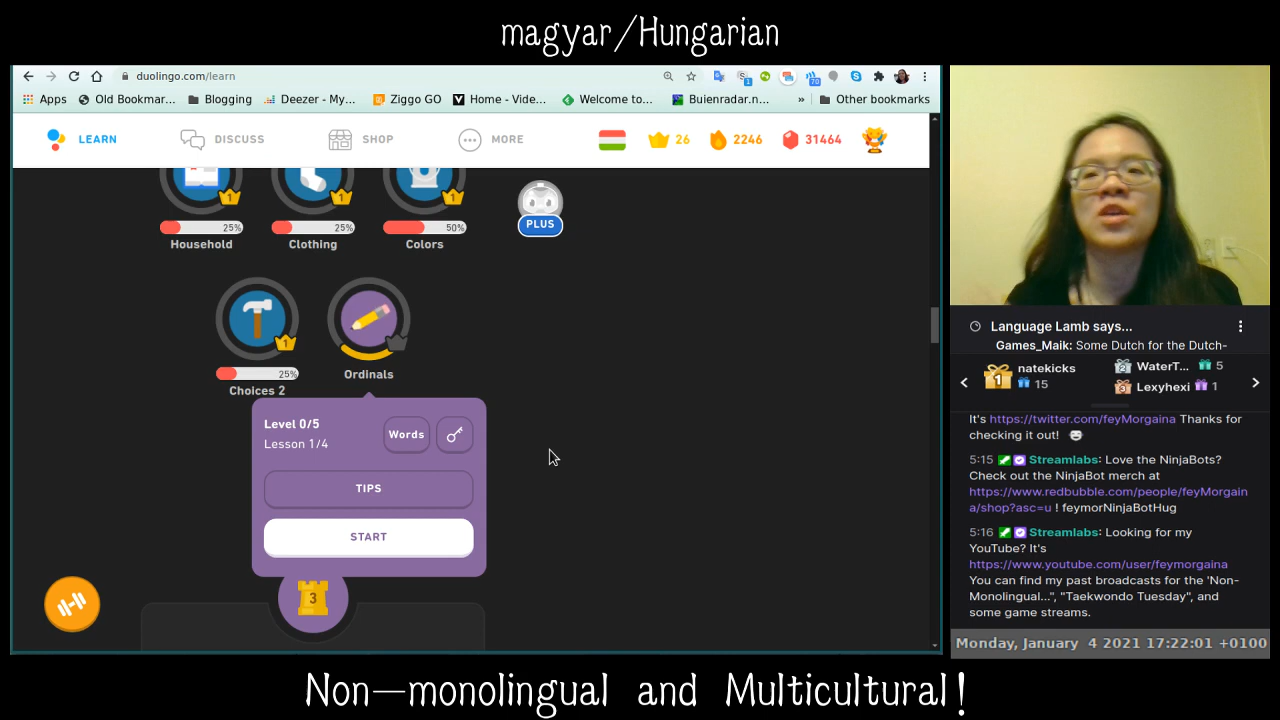 magyar/Hungarian
duolingo.com/learn
Apps Old Bookmar... Blogging Deezer - My... Ziggo GO Home - Vide... Welcome to... Buienradar.n... » Other bookmarks
LEARN DISCUSS SHOP MORE 26 2246 31464
1 1 1
25% 25% 50%
Household Clothing Colors
PLUS
1
25%
Choices 2 Ordinals
Level 0/5
Lesson 1/4
Words
TIPS
START
3
Language Lamb says...
Games_Maik: Some Dutch for the Dutch-
1 natekicks 15
2 WaterT... 5
3 Lexyhexi 1
It's https://twitter.com/feyMorgaina Thanks for
checking it out!
5:15 Streamlabs: Love the NinjaBots?
Check out the NinjaBot merch at
https://www.redbubble.com/people/feyMorgain
a/shop?asc=u ! feymorNinjaBotHug
5:16 Streamlabs: Looking for my
YouTube? It's
https://www.youtube.com/user/feymorgaina
You can find my past broadcasts for the 'Non-
Monolingual...", "Taekwondo Tuesday", and
some game streams.
Monday, January 4 2021 17:22:01 +0100
Non-monolingual and Multicultural!